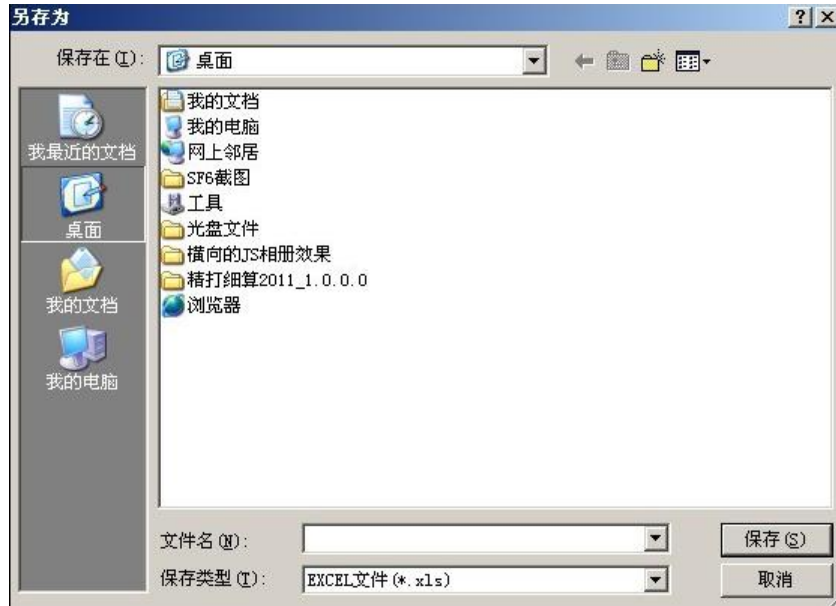 另存为
保存在(I):
桌面
我最近的文档
桌面
我的文档
我的电脑
我的文档
我的电脑
网上邻居
SF6截图
工具
光盘文件
横向的JS相册效果
精打细算2011_1.0.0.0
浏览器
文件名(N):
保存(S)
保存类型(T):
EXCEL文件(*.xls)
取消